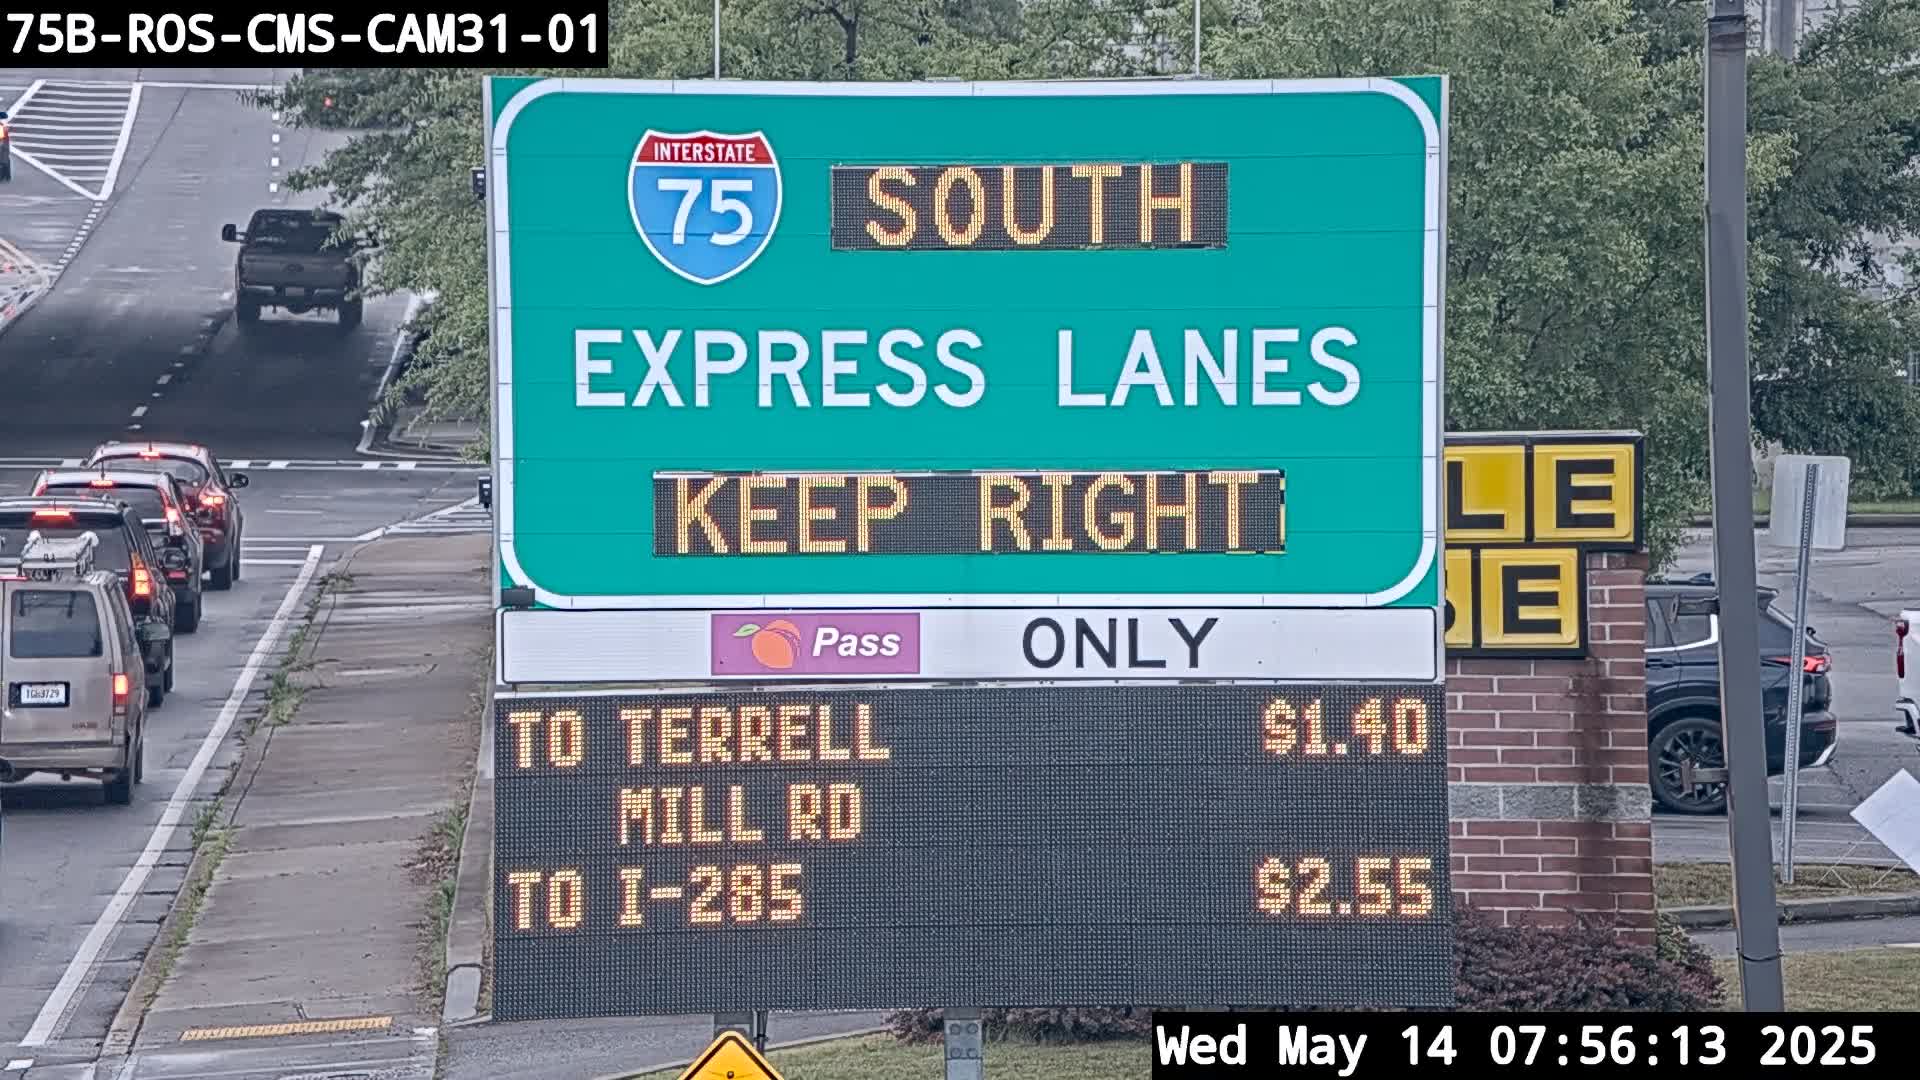 75B-ROS-CMS-CAM31-01
INTERSTATE
75
SOUTH
EXPRESS LANES
KEEP RIGHT
Pass ONLY
TO TERRELL $1.40
MILL RD
TO I-285 $2.55
LE
E
Wed May 14 07:56:13 2025